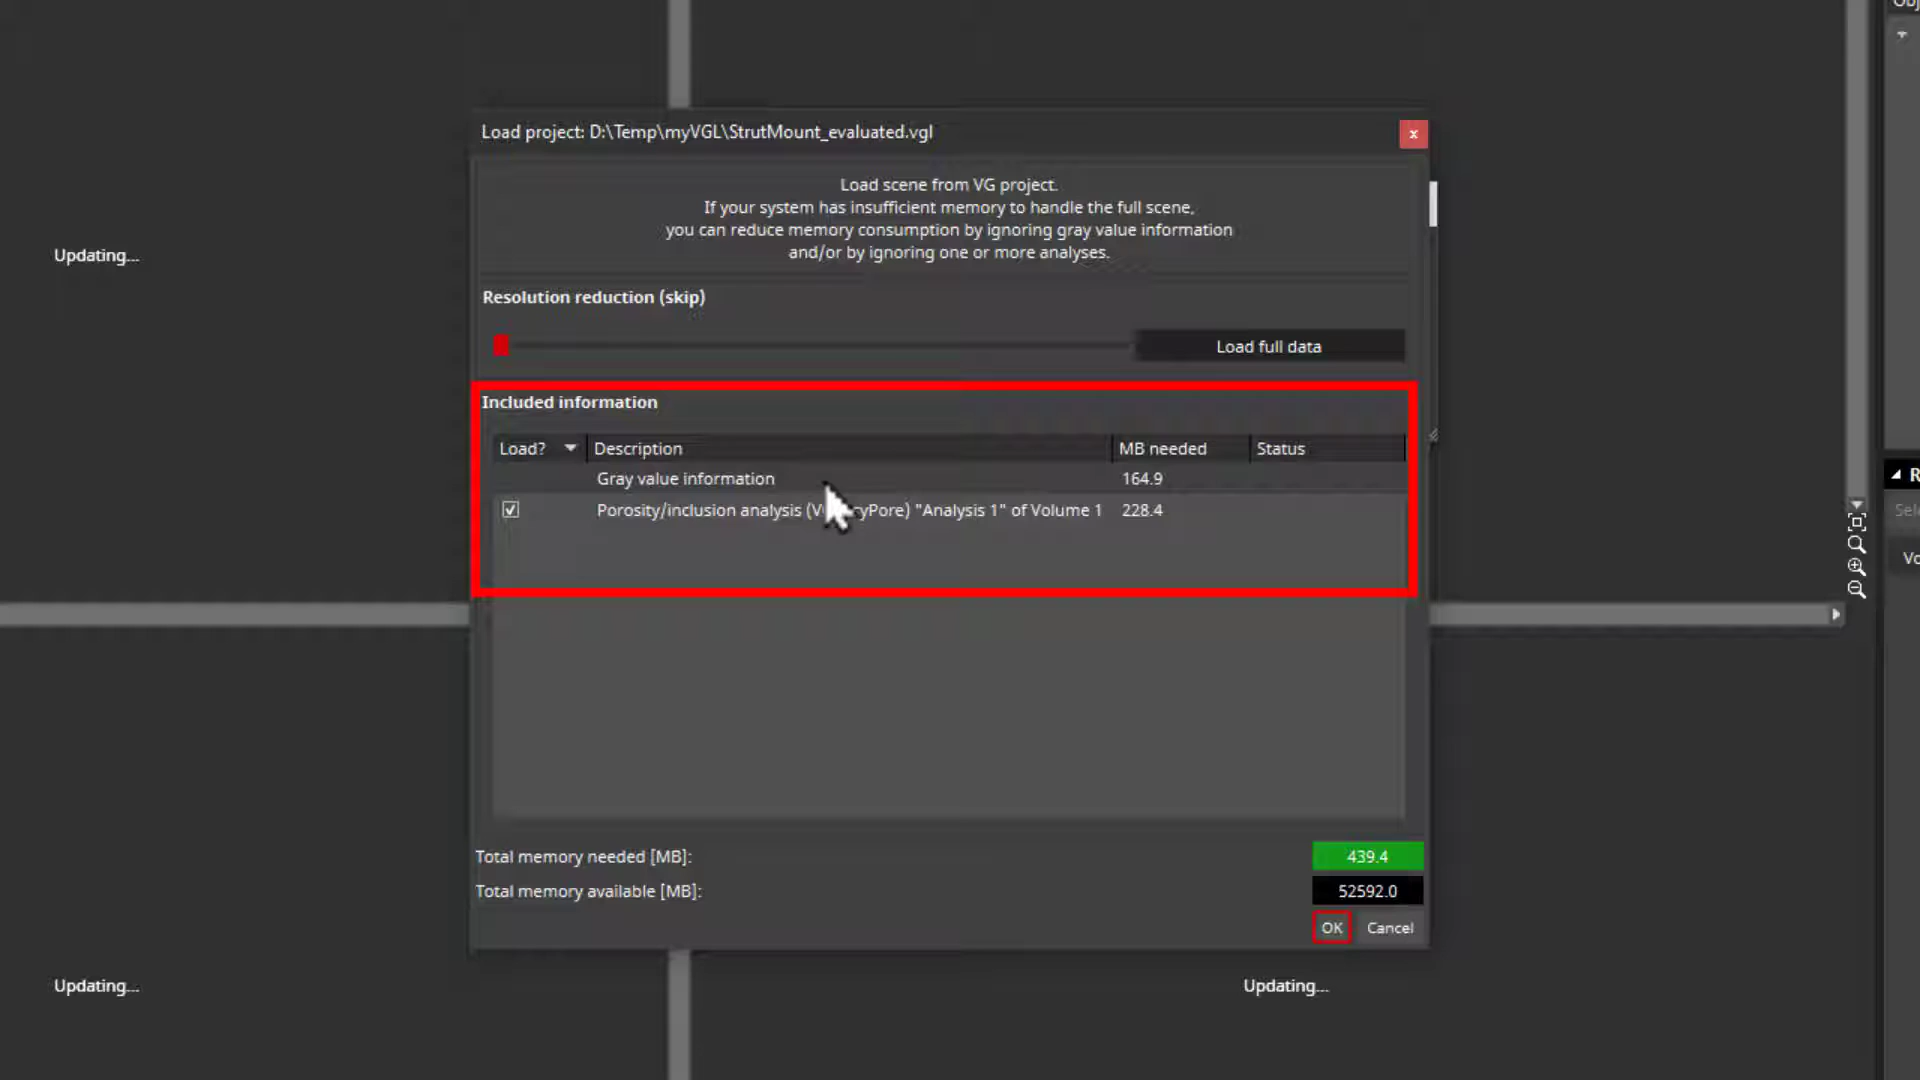 Load project: D:\Temp\myVGL\StrutMount_evaluated.vgl
x
Load scene from VG project.
If your system has insufficient memory to handle the full scene,
you can reduce memory consumption by ignoring gray value information
and/or by ignoring one or more analyses.
Updating...
Resolution reduction (skip)
Load full data
Included information
Load? Description MB needed Status
Gray value information 164.9
Porosity/inclusion analysis "Analysis 1" of Volume 1 228.4
Total memory needed [MB]: 439.4
Total memory available [MB]: 52592.0
OK Cancel
Updating...
Updating...